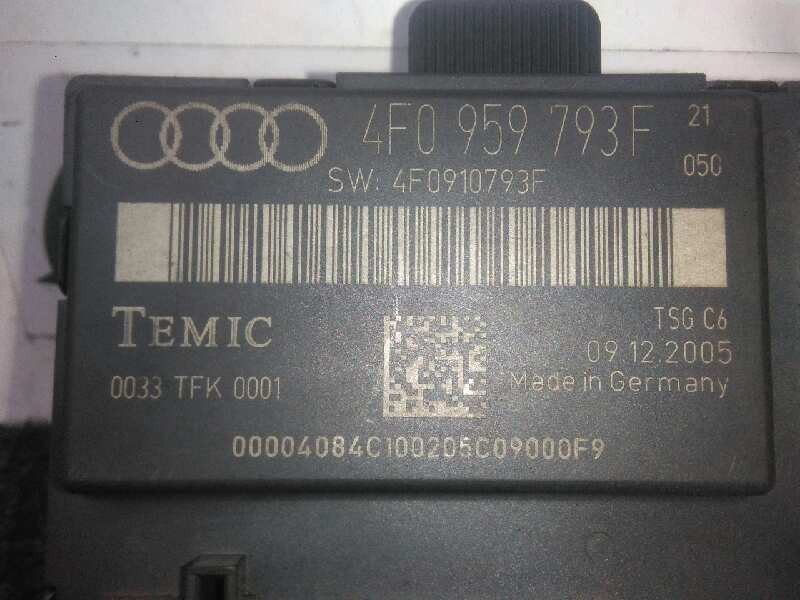 4F0 959 793F 21
050
SW: 4F0910793F
TEMIC
TSG C6
09.12.2005
0033 TFK 0001
Made in Germany
00004084C100205C09000F9